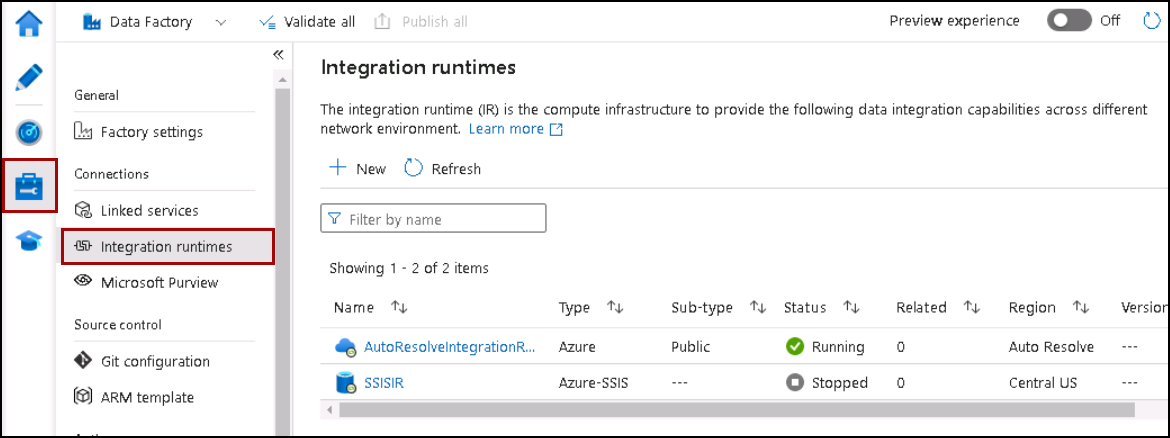 Data Factory
Validate all
Publish all
Preview experience
Off
«
General
Factory settings
Connections
Linked services
Integration runtimes
Microsoft Purview
Source control
Git configuration
ARM template
Integration runtimes
The integration runtime (IR) is the compute infrastructure to provide the following data integration capabilities across different
network environment. Learn more
New Refresh
Filter by name
Showing 1 - 2 of 2 items
Name Type Sub-type Status Related Region Version
AutoResolveIntegrationR... Azure Public Running 0 Auto Resolve ---
SSISIR Azure-SSIS --- Stopped 0 Central US ---